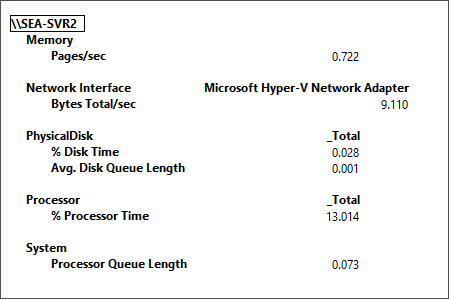 \\SEA-SVR2
Memory
Pages/sec 0.722
Network Interface Microsoft Hyper-V Network Adapter
Bytes Total/sec 9.110
PhysicalDisk _Total
% Disk Time 0.028
Avg. Disk Queue Length 0.001
Processor _Total
% Processor Time 13.014
System
Processor Queue Length 0.073